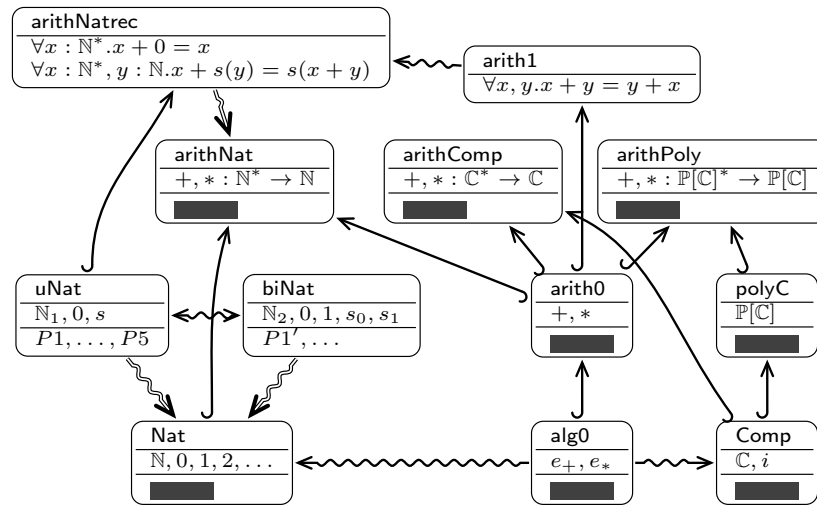 arithNatrec
∀x : ℕ*.x + 0 = x
∀x : ℕ*, y : ℕ.x + s(y) = s(x + y)
arith1
∀x, y.x + y = y + x
arithNat
+, ∗ : ℕ* → ℕ
arithComp
+, ∗ : ℂ* → ℂ
arithPoly
+, ∗ : ℙ[ℂ]* → ℙ[ℂ]
uNat
ℕ₁, 0, s
P1, . . . , P5
biNat
ℕ₂, 0, 1, s₀, s₁
P1′, . . .
arith0
+, ∗
polyC
ℙ[ℂ]
Nat
ℕ, 0, 1, 2, . . .
alg0
e₊, e∗
Comp
ℂ, i